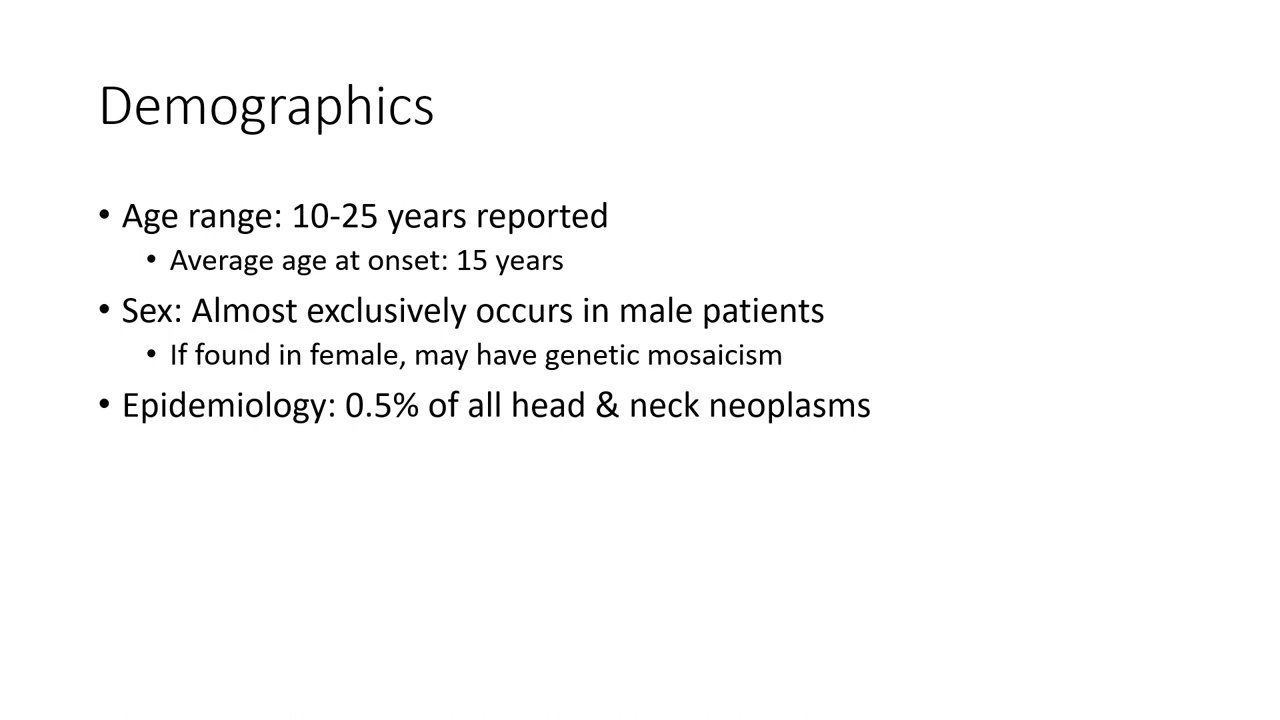 Demographics
• Age range: 10-25 years reported
• Average age at onset: 15 years
• Sex: Almost exclusively occurs in male patients
• If found in female, may have genetic mosaicism
• Epidemiology: 0.5% of all head & neck neoplasms